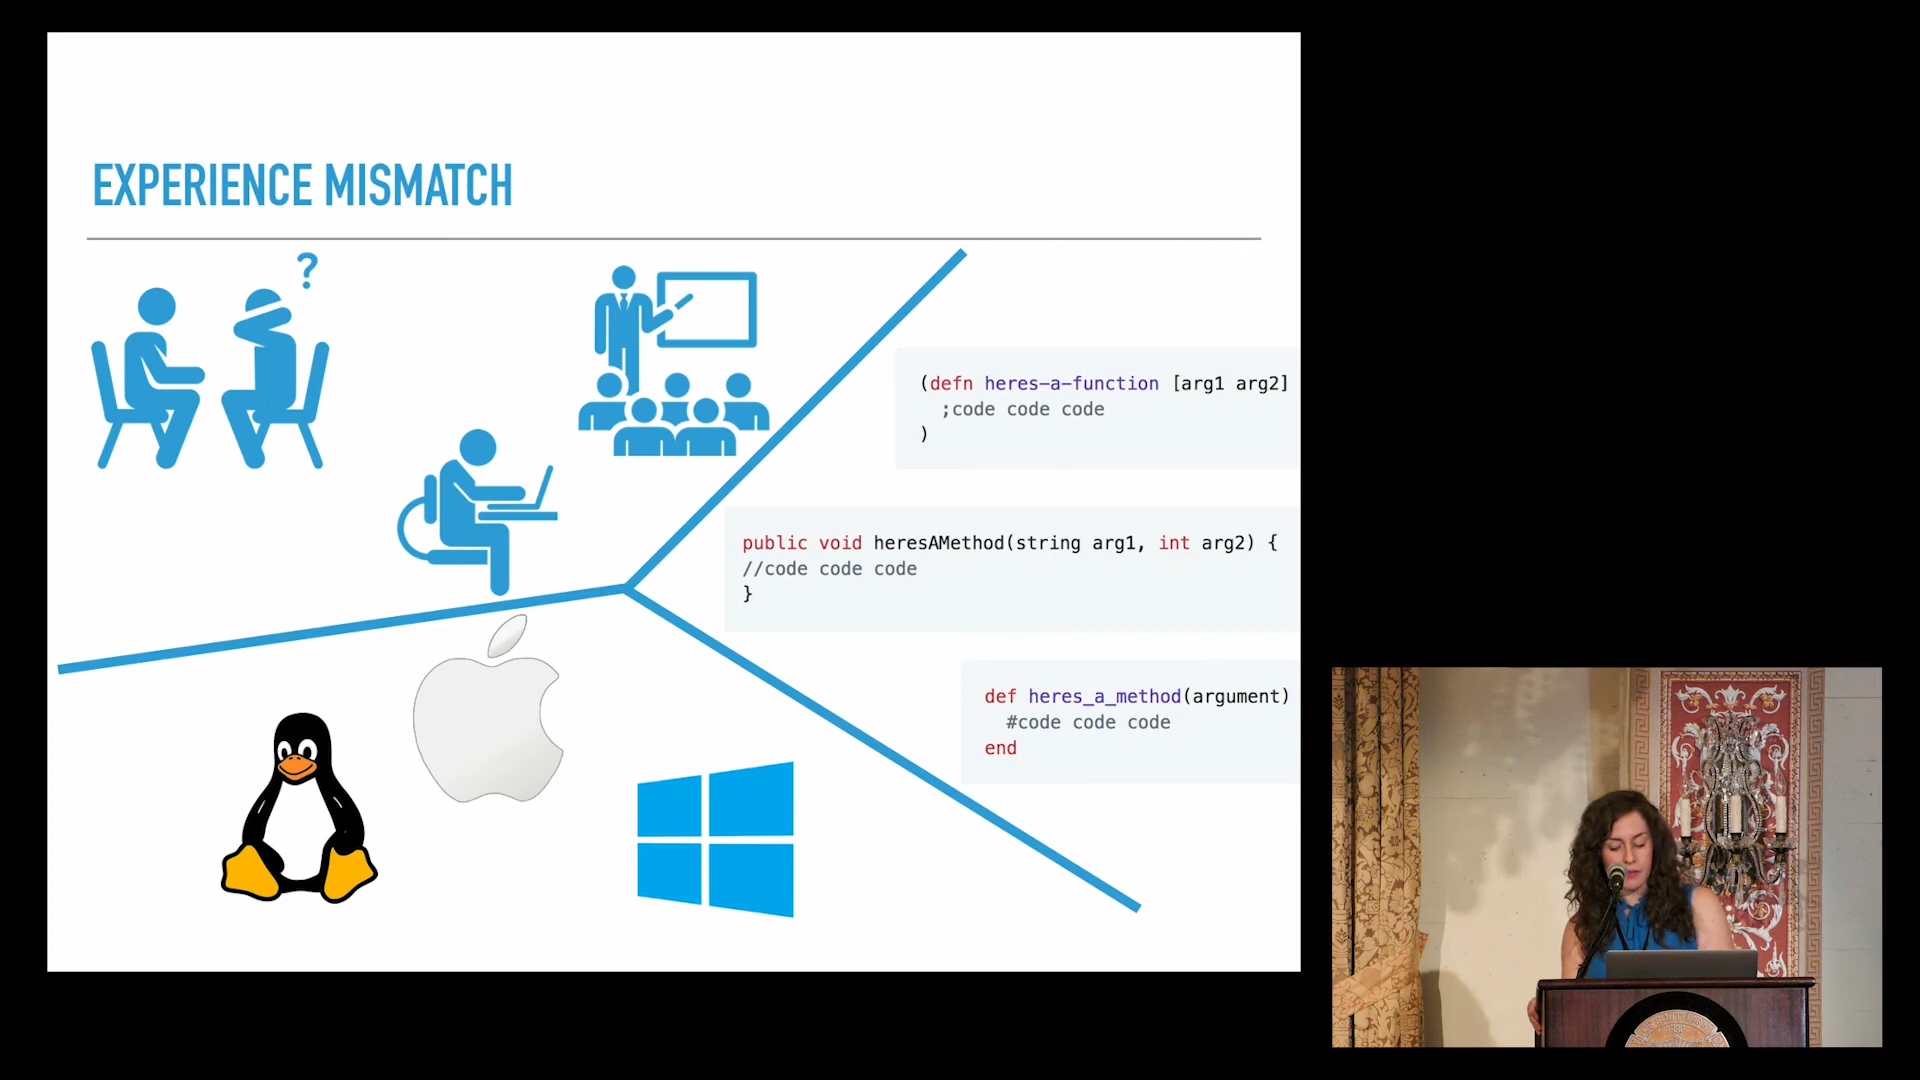 EXPERIENCE MISMATCH
?
(defn heres-a-function [arg1 arg2]
;code code code
)
public void heresAMethod(string arg1, int arg2) {
//code code code
}
def heres_a_method(argument)
#code code code
end